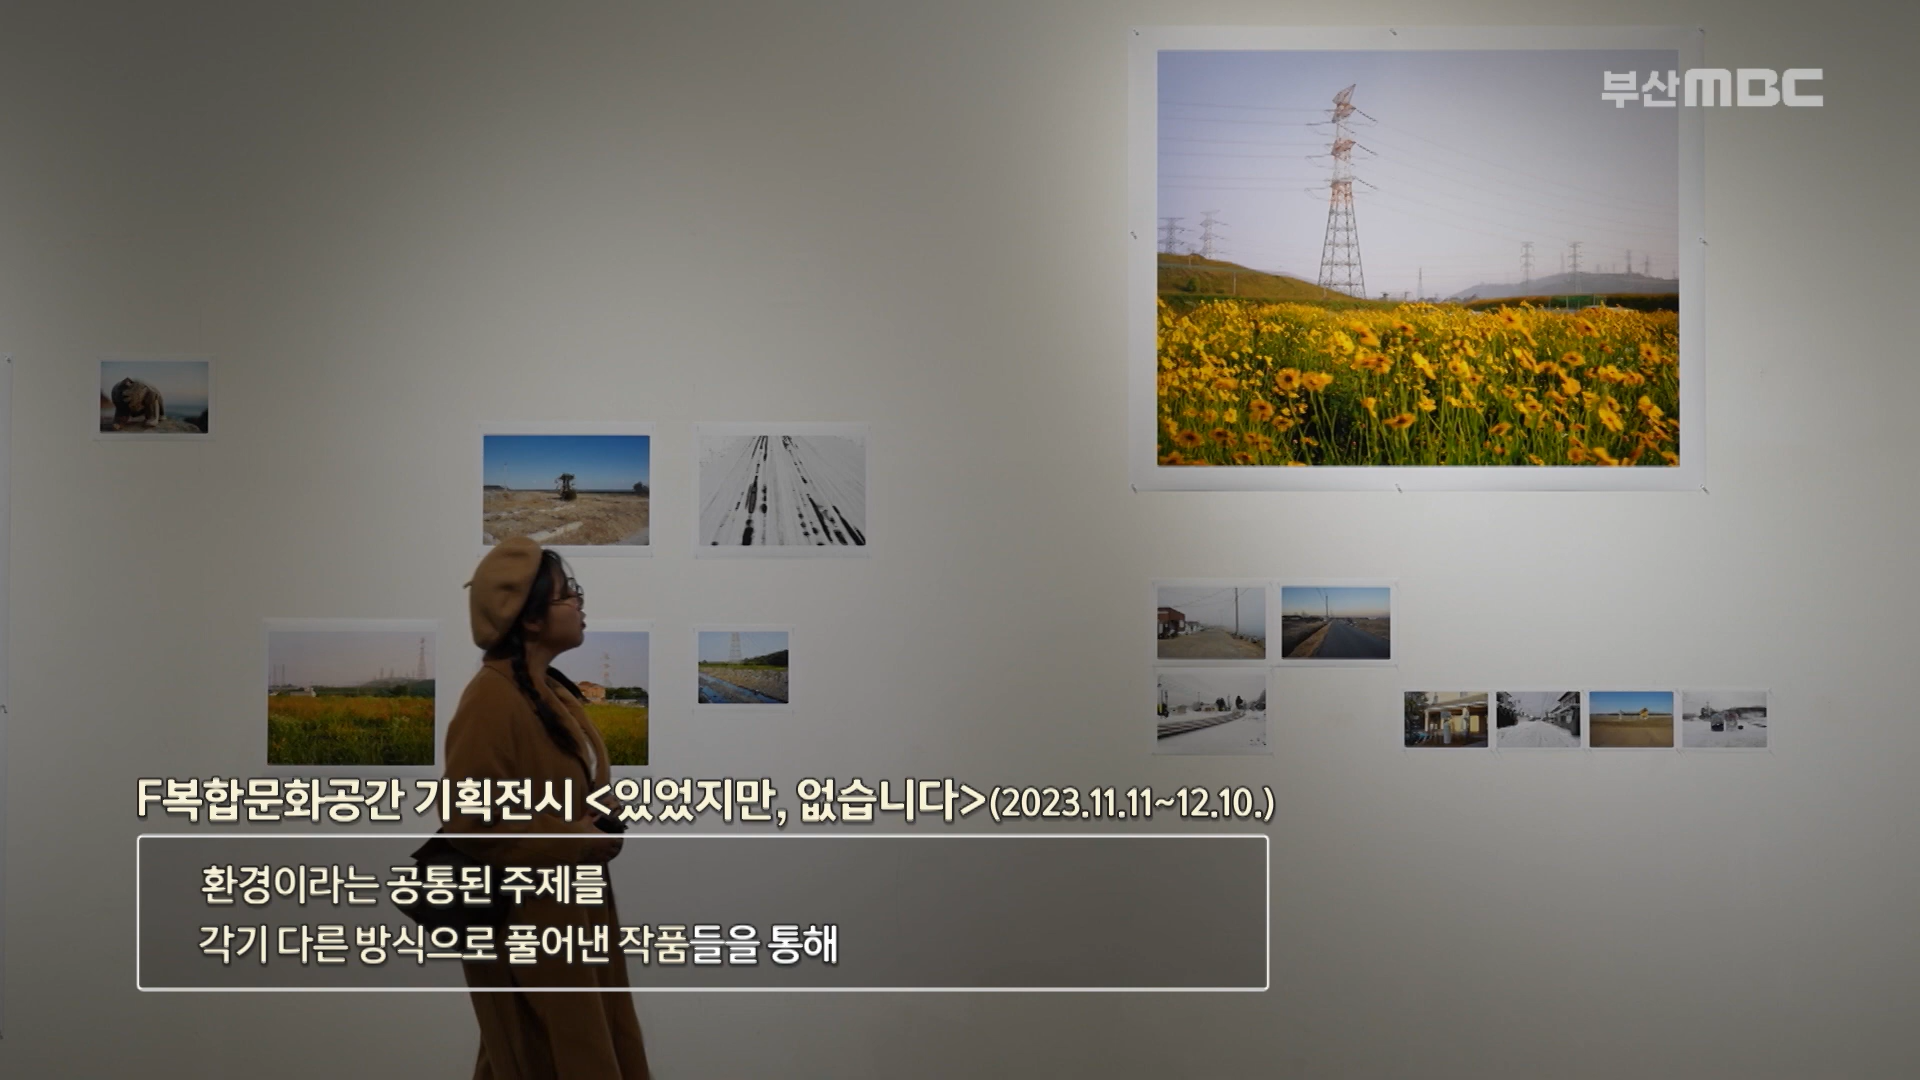 부산MBC
F복합문화공간 기획전시 <있었지만, 없습니다>(2023.11.11~12.10.)
환경이라는 공통된 주제를
각기 다른 방식으로 풀어낸 작품들을 통해